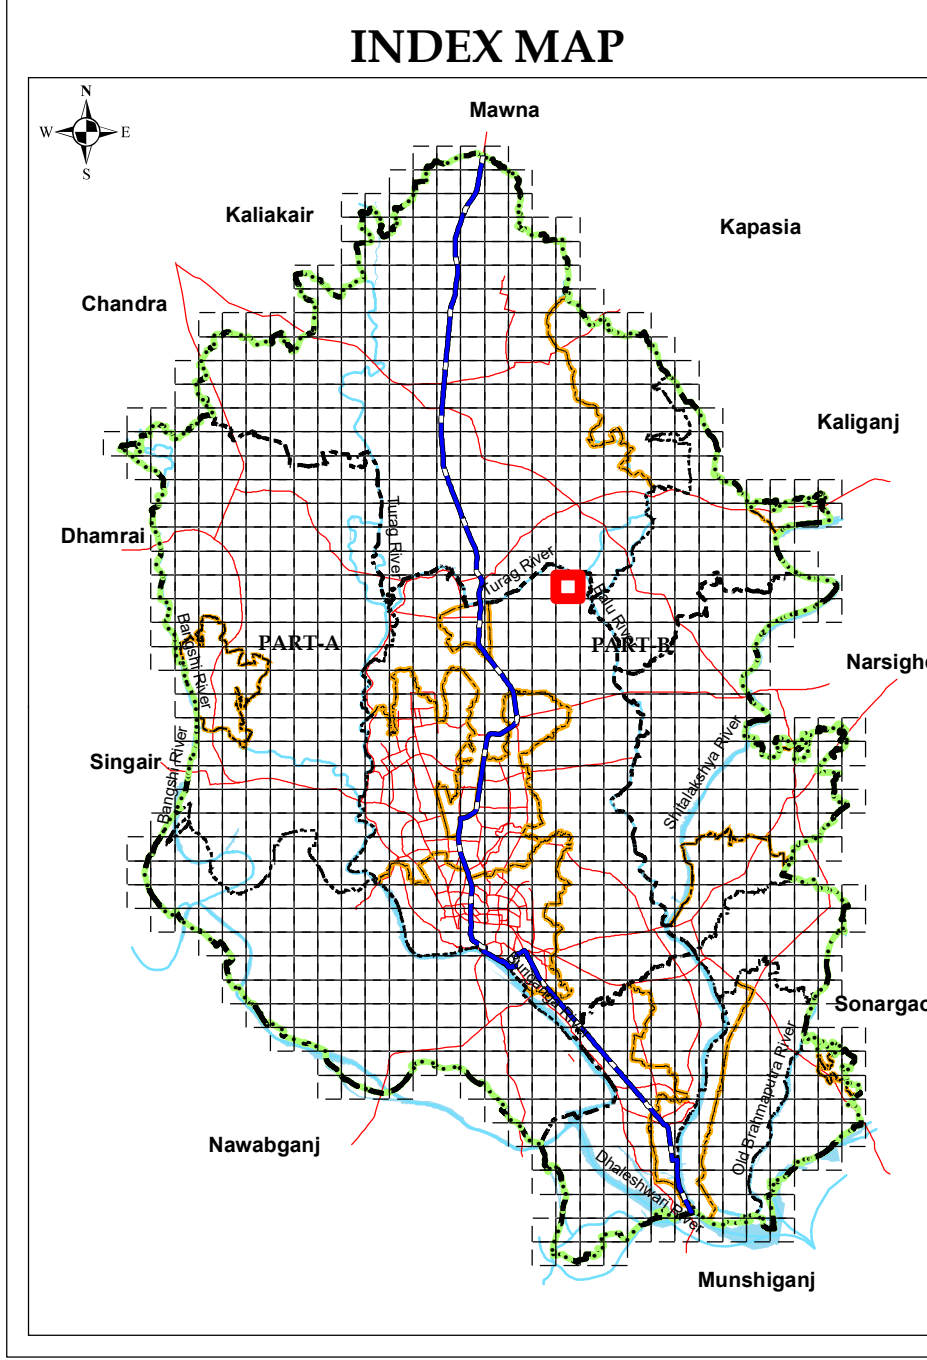 INDEX MAP
N
W E
S
Mawna
Kaliakair
Kapasia
Chandra
Kaliganj
Dhamrai
Turag River
Turag River
Balu River
PART-A
PART-B
Bangshi River
Narsighd
Singair
Bangshi River
Shitalakshya River
Buriganga River
Sonargao
Old Brahmaputra River
Nawabganj
Dhaleshwari River
Munshiganj